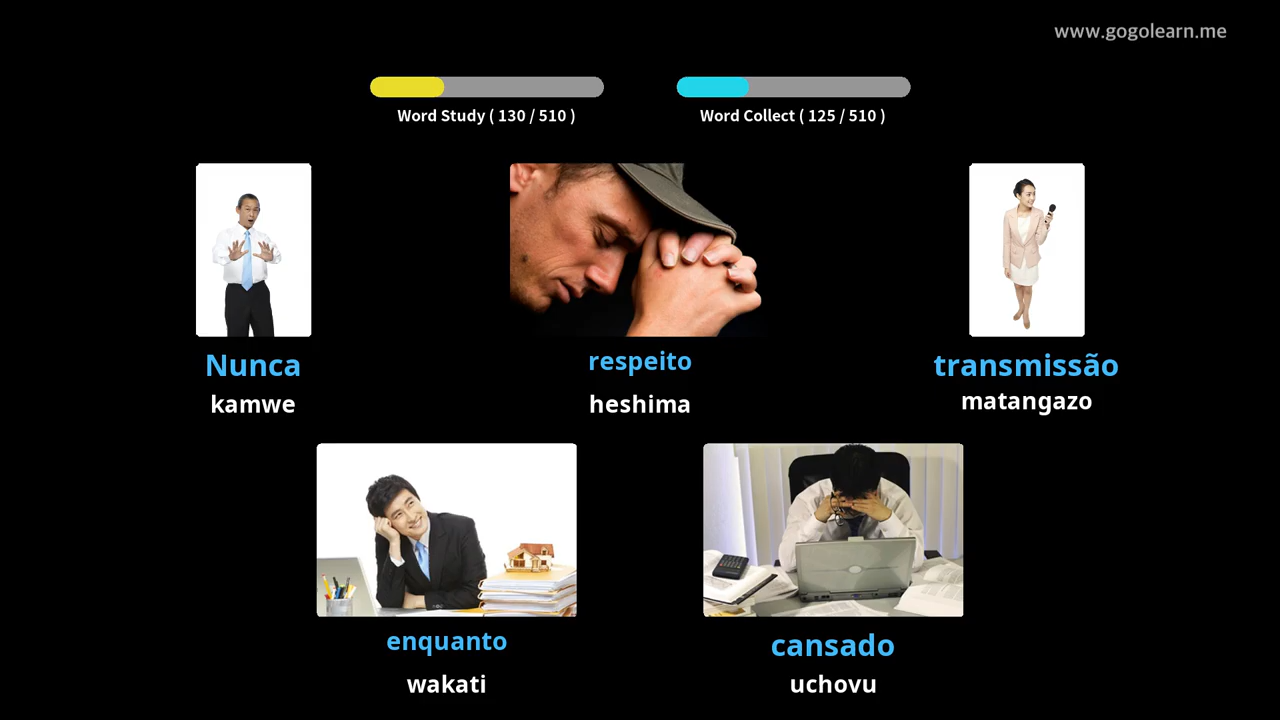 www.gogolearn.me
Word Study ( 130 / 510 )
Word Collect ( 125 / 510 )
Nunca
kamwe
respeito
heshima
transmissão
matangazo
enquanto
wakati
cansado
uchovu